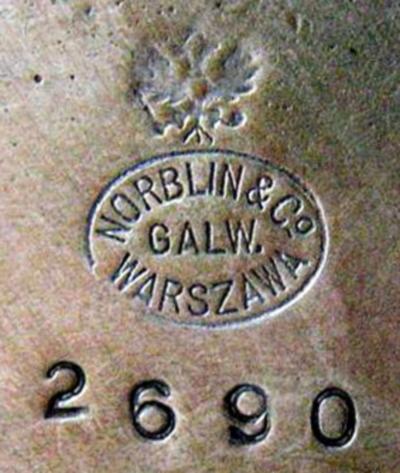 NORBLIN & Cº
GALW.
WARSZAWA
2690